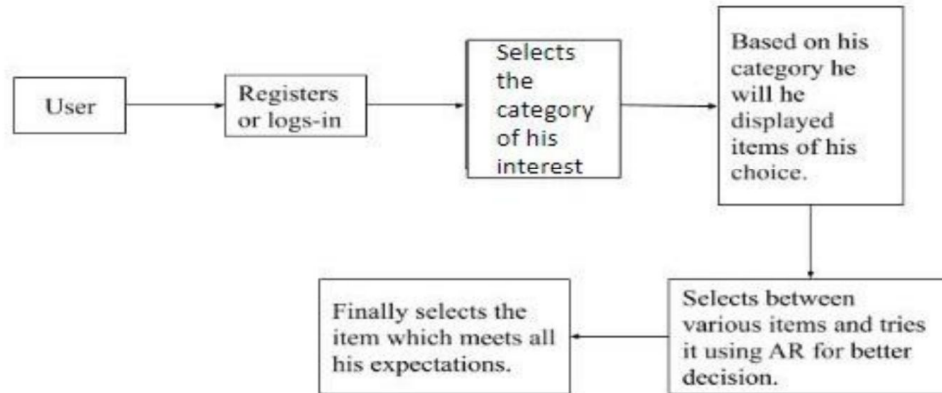 User
Registers
or logs-in
Selects
the
category
of his
interest
Based on his
category he
will he
displayed
items of his
choice.
Selects between
various items and tries
it using AR for better
decision.
Finally selects the
item which meets all
his expectations.